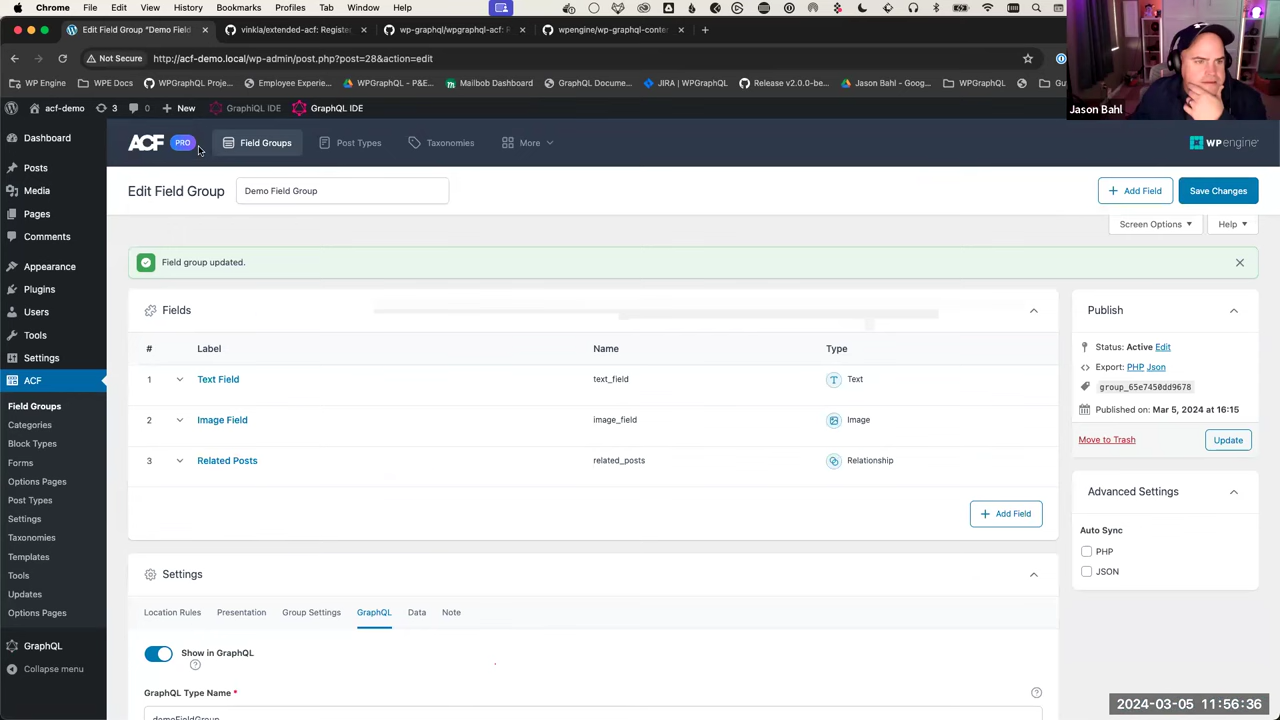 Chrome File Edit View History Bookmarks Profiles Tab Window Help
Edit Field Group "Demo Field
vinkla/extended-acf: Registe
wp-graphql/wpgraphql-acf: R
wpengine/wp-graphql-conte
Not Secure http://acf-demo.local/wp-admin/post.php?post=28&action=edit
WP Engine WPE Docs WPGraphQL Proje... Employee Experie... WPGraphQL - P&E... Mailbob Dashboard GraphQL Docume... JIRA | WPGraphQL Release v2.0.0-be... Jason Bahl - Goog... WPGraphQL Gu
Jason Bahl
acf-demo 3 0 New GraphiQL IDE GraphiQL IDE
ACF PRO Field Groups Post Types Taxonomies More
WPengine
Dashboard
Posts
Media
Pages
Comments
Appearance
Plugins
Users
Tools
Settings
ACF
Field Groups
Categories
Block Types
Forms
Options Pages
Post Types
Settings
Taxonomies
Templates
Tools
Updates
Options Pages
GraphQL
Collapse menu
Edit Field Group Demo Field Group
Add Field Save Changes
Screen Options Help
Field group updated.
Fields
# Label Name Type
1 Text Field text_field Text
2 Image Field image_field Image
3 Related Posts related_posts Relationship
Add Field
Settings
Location Rules Presentation Group Settings GraphQL Data Note
Show in GraphQL
GraphQL Type Name *
demoFieldGroup
Publish
Status: Active Edit
Export: PHP Json
group_65e7450dd9678
Published on: Mar 5, 2024 at 16:15
Move to Trash Update
Advanced Settings
Auto Sync
PHP
JSON
2024-03-05 11:56:36